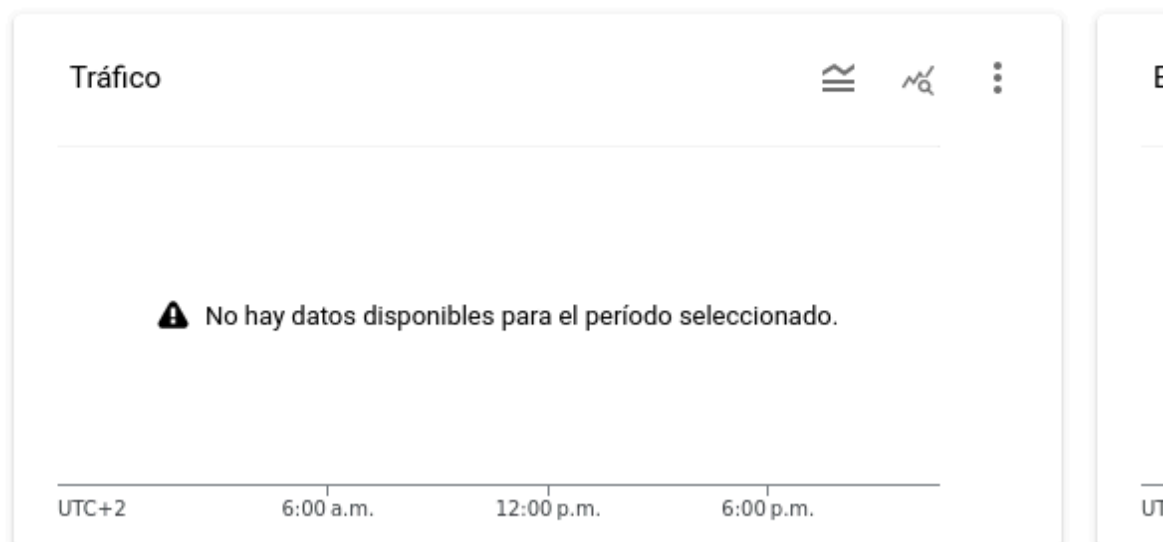 Tráfico
No hay datos disponibles para el período seleccionado.
UTC+2 6:00 a.m. 12:00 p.m. 6:00 p.m.